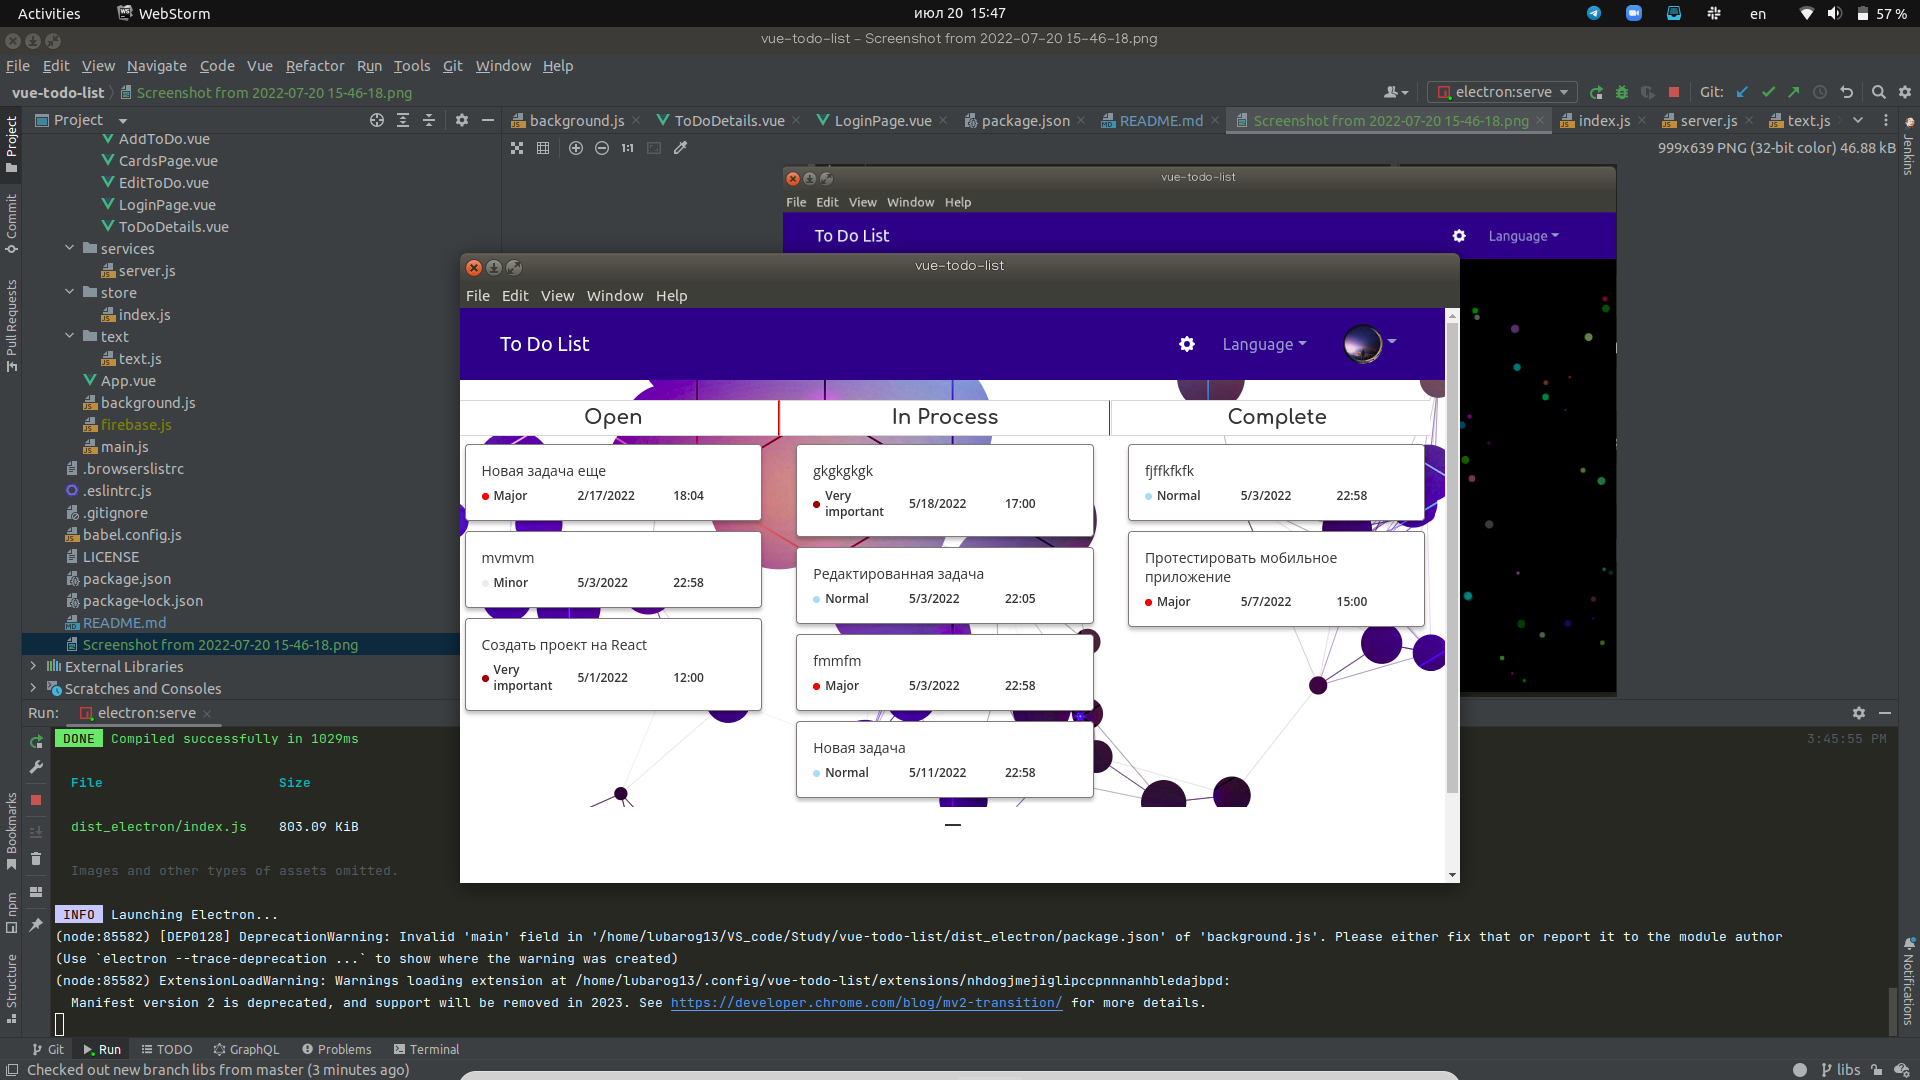 Activities
WebStorm
июл 20 15:47
en
57 %
vue-todo-list – Screenshot from 2022-07-20 15-46-18.png
File Edit View Navigate Code Vue Refactor Run Tools Git Window Help
vue-todo-list
Screenshot from 2022-07-20 15-46-18.png
electron:serve
Git:
Project
background.js
ToDoDetails.vue
LoginPage.vue
package.json
README.md
Screenshot from 2022-07-20 15-46-18.png
index.js
server.js
text.js
1:1
999x639 PNG (32-bit color) 46.88 kB
Project
Commit
Pull Requests
Bookmarks
npm
Structure
Jenkins
Notifications
AddToDo.vue
CardsPage.vue
EditToDo.vue
LoginPage.vue
ToDoDetails.vue
services
server.js
store
index.js
text
text.js
App.vue
background.js
firebase.js
main.js
.browserslistrc
.eslintrc.js
.gitignore
babel.config.js
LICENSE
package.json
package-lock.json
README.md
Screenshot from 2022-07-20 15-46-18.png
External Libraries
Scratches and Consoles
vue-todo-list
File Edit View Window Help
To Do List
Language
vue-todo-list
File Edit View Window Help
To Do List
Language
Open
In Process
Complete
Новая задача еще
Major 2/17/2022 18:04
mvmvm
Minor 5/3/2022 22:58
Создать проект на React
Very important 5/1/2022 12:00
gkgkgkgk
Very important 5/18/2022 17:00
Редактированная задача
Normal 5/3/2022 22:05
fmmfm
Major 5/3/2022 22:58
Новая задача
Normal 5/11/2022 22:58
fjffkfkfk
Normal 5/3/2022 22:58
Протестировать мобильное
приложение
Major 5/7/2022 15:00
Run:
electron:serve
DONE Compiled successfully in 1029ms
3:45:55 PM
File Size
dist_electron/index.js 803.09 KiB
Images and other types of assets omitted.
INFO Launching Electron...
(node:85582) [DEP0128] DeprecationWarning: Invalid 'main' field in '/home/lubarog13/VS_code/Study/vue-todo-list/dist_electron/package.json' of 'background.js'. Please either fix that or report it to the module author
(Use `electron --trace-deprecation ...` to show where the warning was created)
(node:85582) ExtensionLoadWarning: Warnings loading extension at /home/lubarog13/.config/vue-todo-list/extensions/nhdogjmejiglipccpnnnanhbledajbpd:
Manifest version 2 is deprecated, and support will be removed in 2023. See https://developer.chrome.com/blog/mv2-transition/ for more details.
Git
Run
TODO
GraphQL
Problems
Terminal
Checked out new branch libs from master (3 minutes ago)
libs